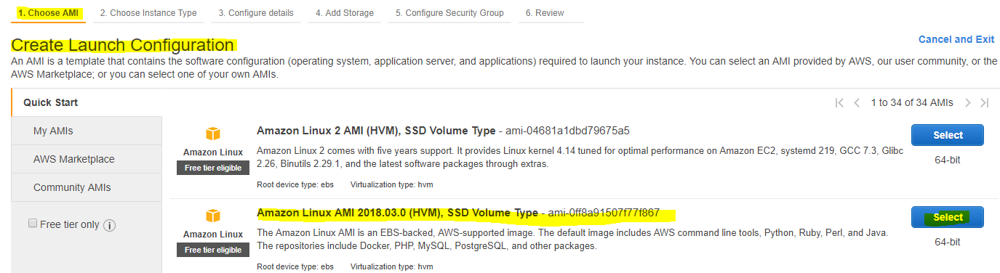 1. Choose AMI 2. Choose Instance Type 3. Configure details 4. Add Storage 5. Configure Security Group 6. Review
Create Launch Configuration
Cancel and Exit
An AMI is a template that contains the software configuration (operating system, application server, and applications) required to launch your instance. You can select an AMI provided by AWS, our user community, or the
AWS Marketplace; or you can select one of your own AMIs.
Quick Start
My AMIs
AWS Marketplace
Community AMIs
Free tier only
1 to 34 of 34 AMIs
Amazon Linux
Free tier eligible
Amazon Linux 2 AMI (HVM), SSD Volume Type - ami-04681a1dbd79675a5
Amazon Linux 2 comes with five years support. It provides Linux kernel 4.14 tuned for optimal performance on Amazon EC2, systemd 219, GCC 7.3, Glibc
2.26, Binutils 2.29.1, and the latest software packages through extras.
Root device type: ebs Virtualization type: hvm
Select
64-bit
Amazon Linux
Free tier eligible
Amazon Linux AMI 2018.03.0 (HVM), SSD Volume Type - ami-0ff8a91507f77f867
The Amazon Linux AMI is an EBS-backed, AWS-supported image. The default image includes AWS command line tools, Python, Ruby, Perl, and Java.
The repositories include Docker, PHP, MySQL, PostgreSQL, and other packages.
Root device type: ebs Virtualization type: hvm
Select
64-bit